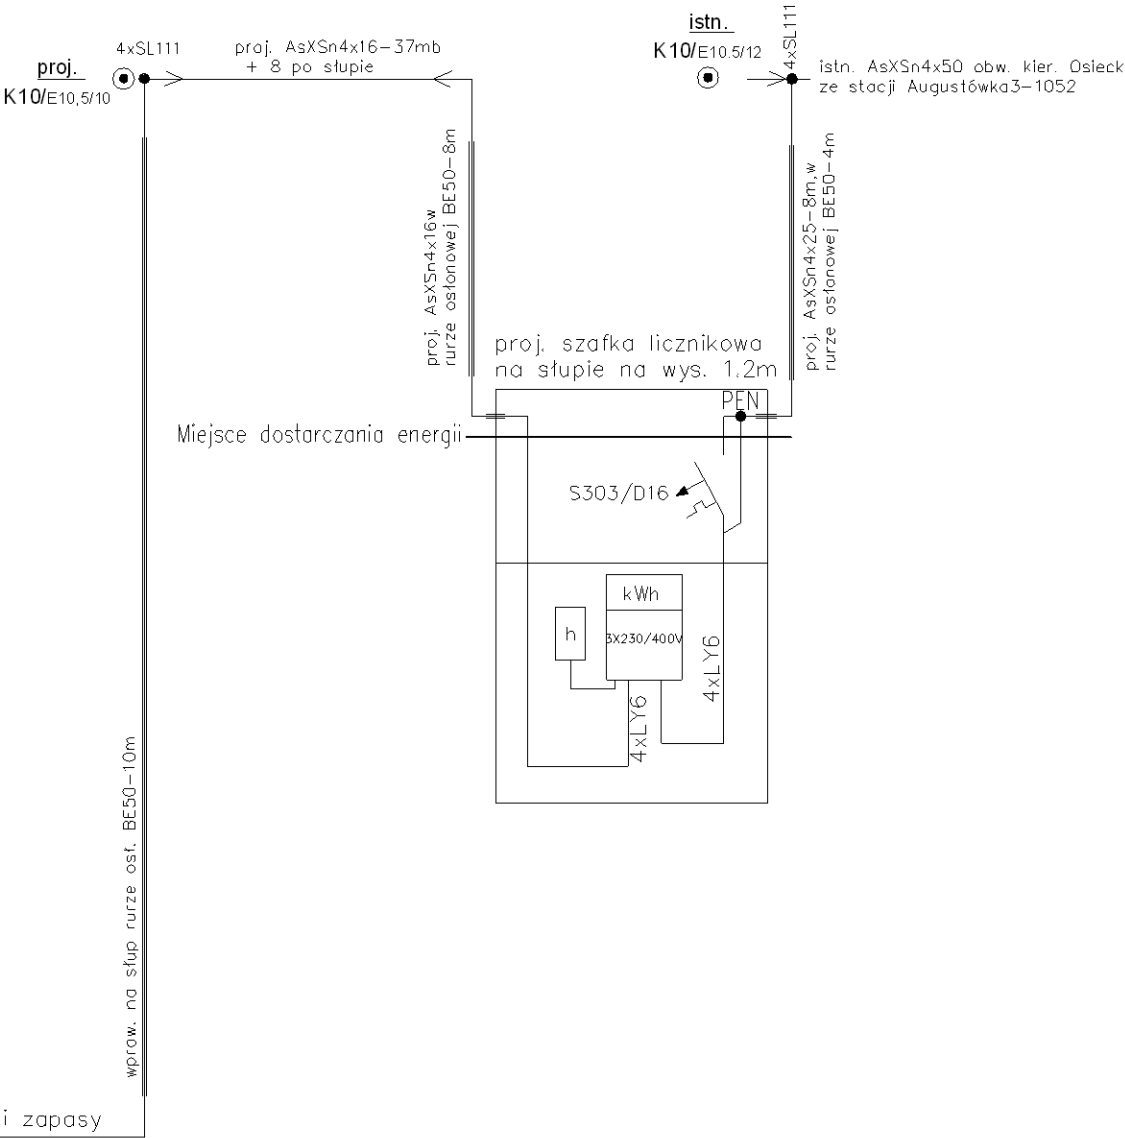 istn.
K10/E10.5/12
4xSL111
istn. AsXSn4x50 obw. kier. Osieck
ze stacji Augustówka3-1052
proj.
K10/E10,5/10
4xSL111
proj. AsXSn4x16-37mb
+ 8 po słupie
proj. AsXSn4x16w
rurze osłonowej BE50-8m
proj. AsXSn4x25-8m,w
rurze osłonowej BE50-4m
proj. szafka licznikowa
na słupie na wys. 1.2m
PEN
Miejsce dostarczania energii
S303/D16
kWh
3X230/400V
h
4xLY6
4xLY6
wprow. na słup rurze osł. BE50-10m
i zapasy